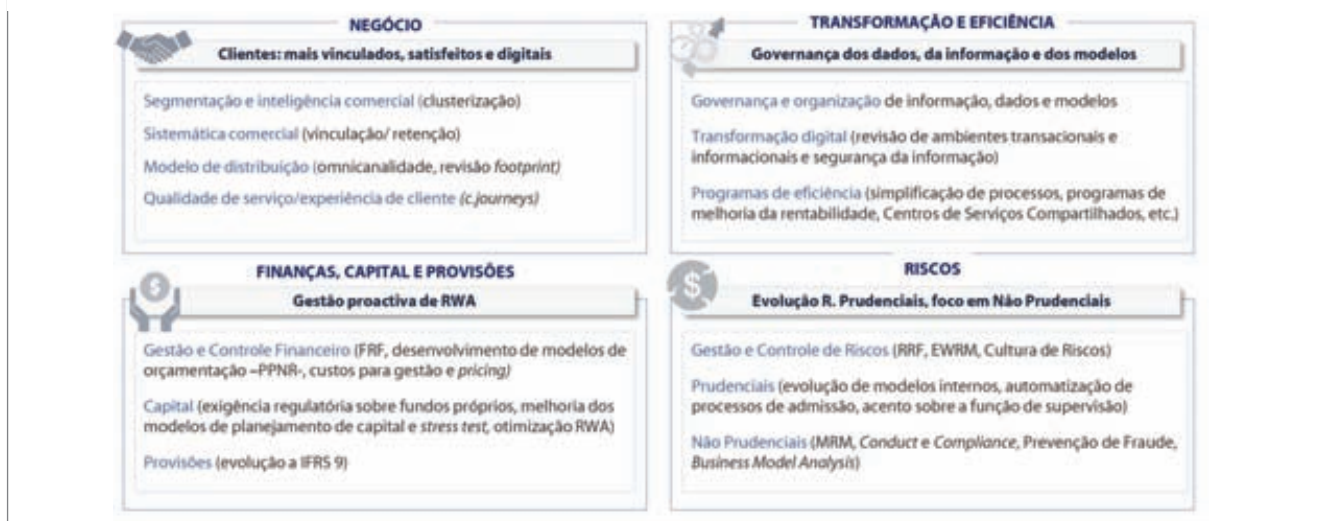 NEGÓCIO
Clientes: mais vinculados, satisfeitos e digitais
Segmentação e inteligência comercial (clusterização)
Sistemática comercial (vinculação/ retenção)
Modelo de distribuição (omnicanalidade, revisão footprint)
Qualidade de serviço/experiência de cliente (c.journeys)
TRANSFORMAÇÃO E EFICIÊNCIA
Governança dos dados, da informação e dos modelos
Governança e organização de informação, dados e modelos
Transformação digital (revisão de ambientes transacionais e
informacionais e segurança da informação)
Programas de eficiência (simplificação de processos, programas de
melhoria da rentabilidade, Centros de Serviços Compartilhados, etc.)
FINANÇAS, CAPITAL E PROVISÕES
Gestão proactiva de RWA
Gestão e Controle Financeiro (FRF, desenvolvimento de modelos de
orçamentação –PPNR-, custos para gestão e pricing)
Capital (exigência regulatória sobre fundos próprios, melhoria dos
modelos de planejamento de capital e stress test, otimização RWA)
Provisões (evolução a IFRS 9)
RISCOS
Evolução R. Prudenciais, foco em Não Prudenciais
Gestão e Controle de Riscos (RRF, EWRM, Cultura de Riscos)
Prudenciais (evolução de modelos internos, automatização de
processos de admissão, acento sobre a função de supervisão)
Não Prudenciais (MRM, Conduct e Compliance, Prevenção de Fraude,
Business Model Analysis)